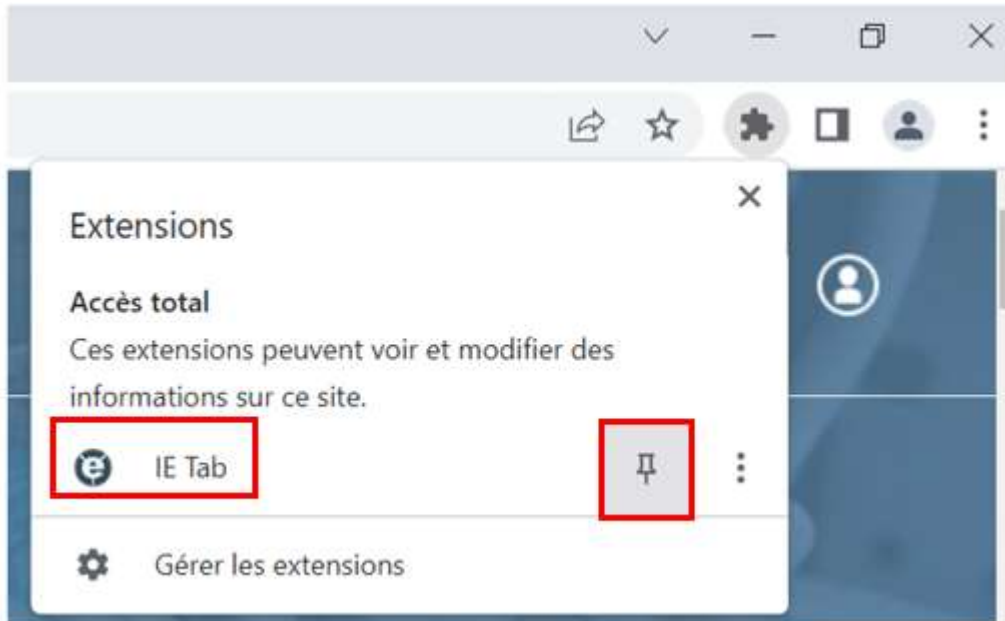 Extensions
Accès total
Ces extensions peuvent voir et modifier des
informations sur ce site.
IE Tab
Gérer les extensions